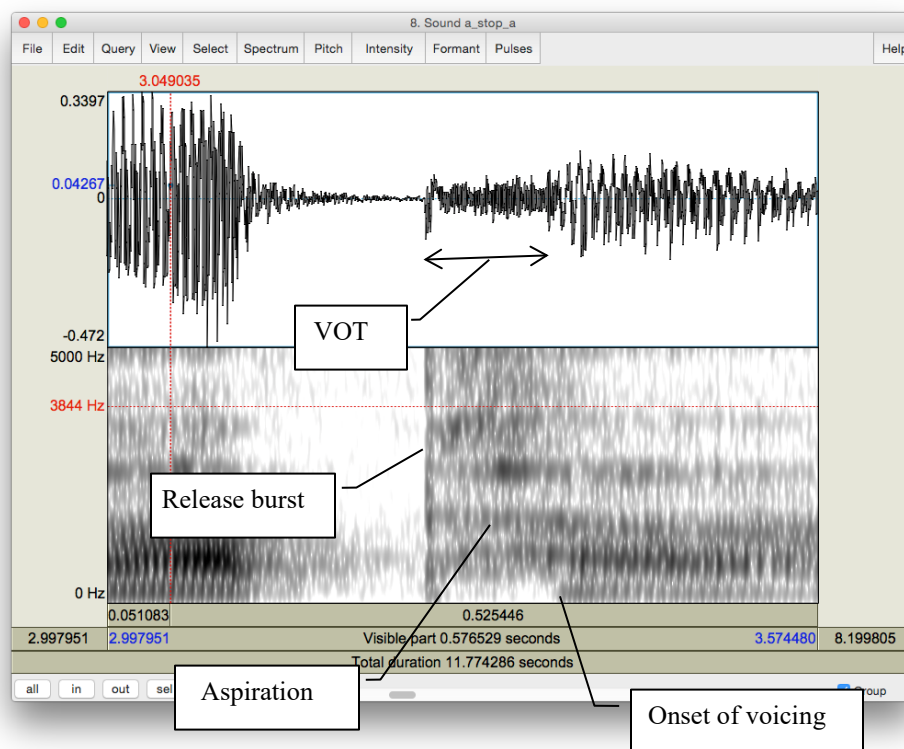 8. Sound a_stop_a
File Edit Query View Select Spectrum Pitch Intensity Formant Pulses Help
3.049035
0.3397
0.04267
0
VOT
-0.472
5000 Hz
3844 Hz
Release burst
0 Hz
0.051083 0.525446
2.997951 2.997951 Visible part 0.576529 seconds 3.574480 8.199805
Total duration 11.774286 seconds
all in out sel
Aspiration
Onset of voicing